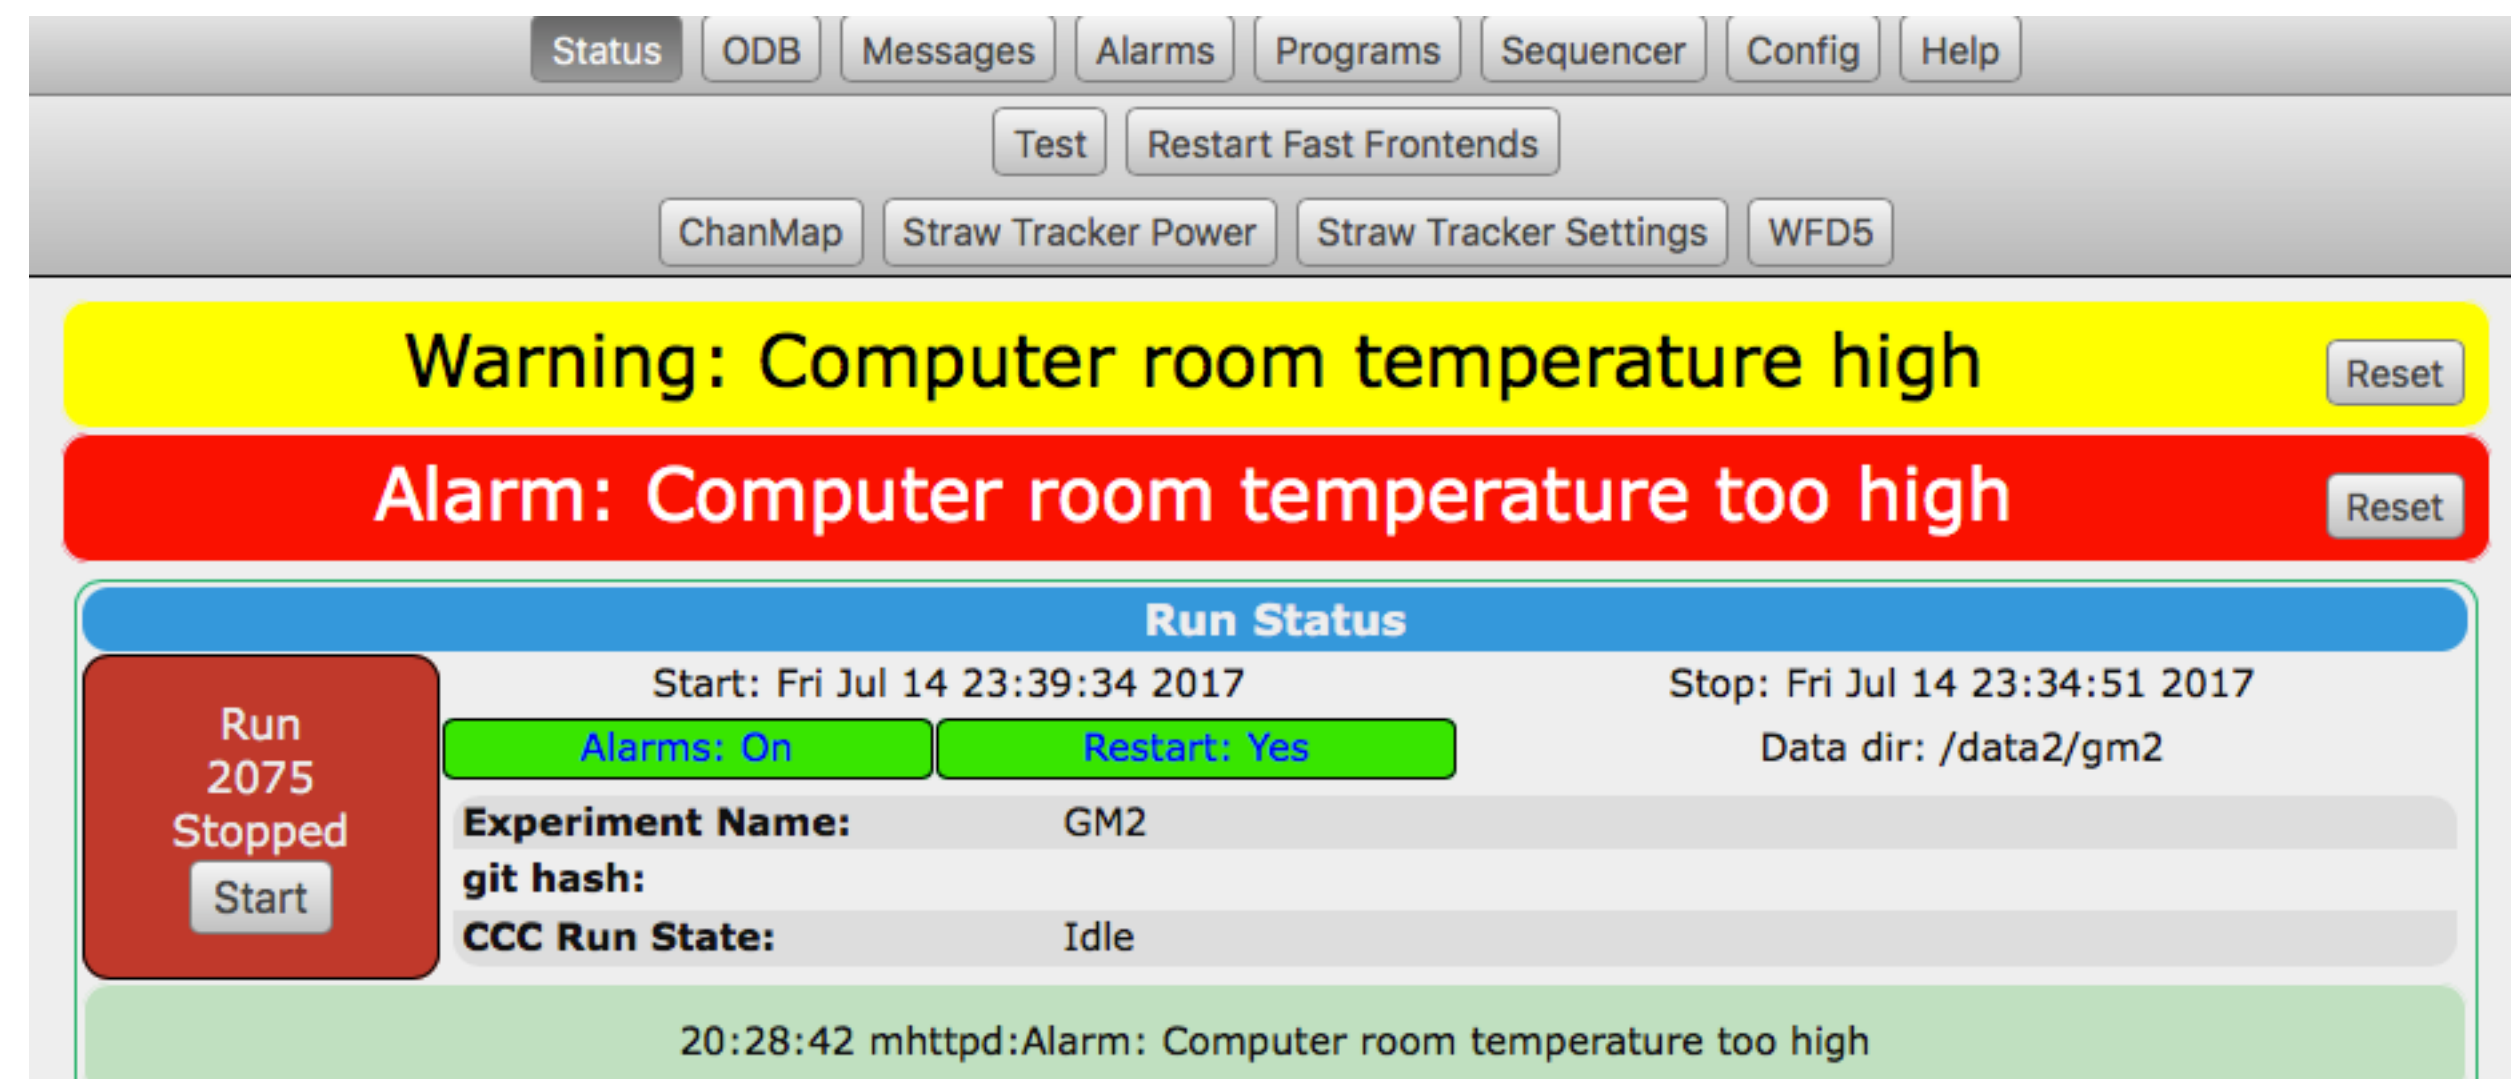 Status ODB Messages Alarms Programs Sequencer Config Help
Test Restart Fast Frontends
ChanMap Straw Tracker Power Straw Tracker Settings WFD5
Warning: Computer room temperature high Reset
Alarm: Computer room temperature too high Reset
Run Status
Run
2075
Stopped
Start
Start: Fri Jul 14 23:39:34 2017 Stop: Fri Jul 14 23:34:51 2017
Alarms: On Restart: Yes Data dir: /data2/gm2
Experiment Name: GM2
git hash:
CCC Run State: Idle
20:28:42 mhttpd:Alarm: Computer room temperature too high